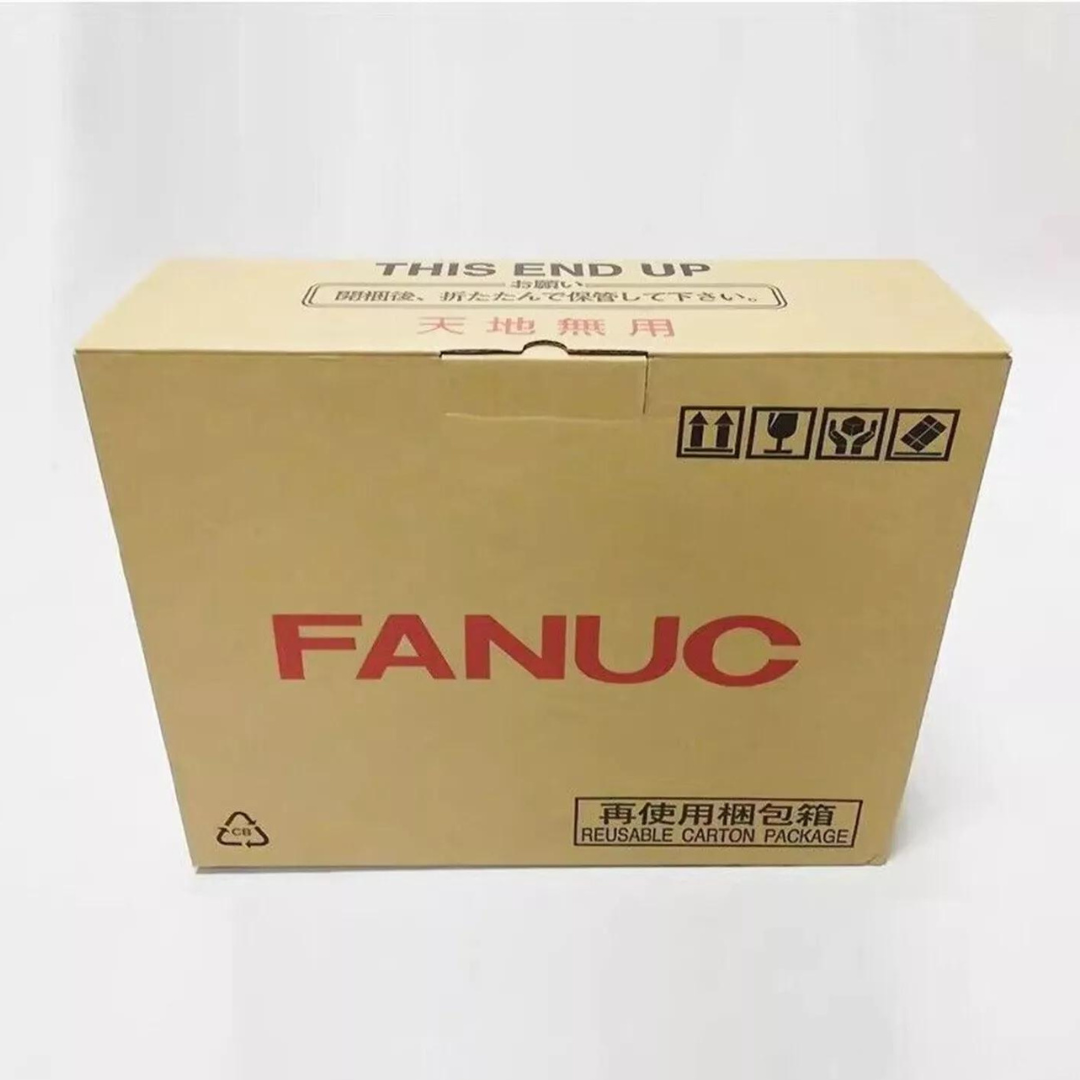 THIS END UP
お願い
開梱後、折たたんで保管して下さい。
天地無用
FANUC
CB
再使用梱包箱
REUSABLE CARTON PACKAGE